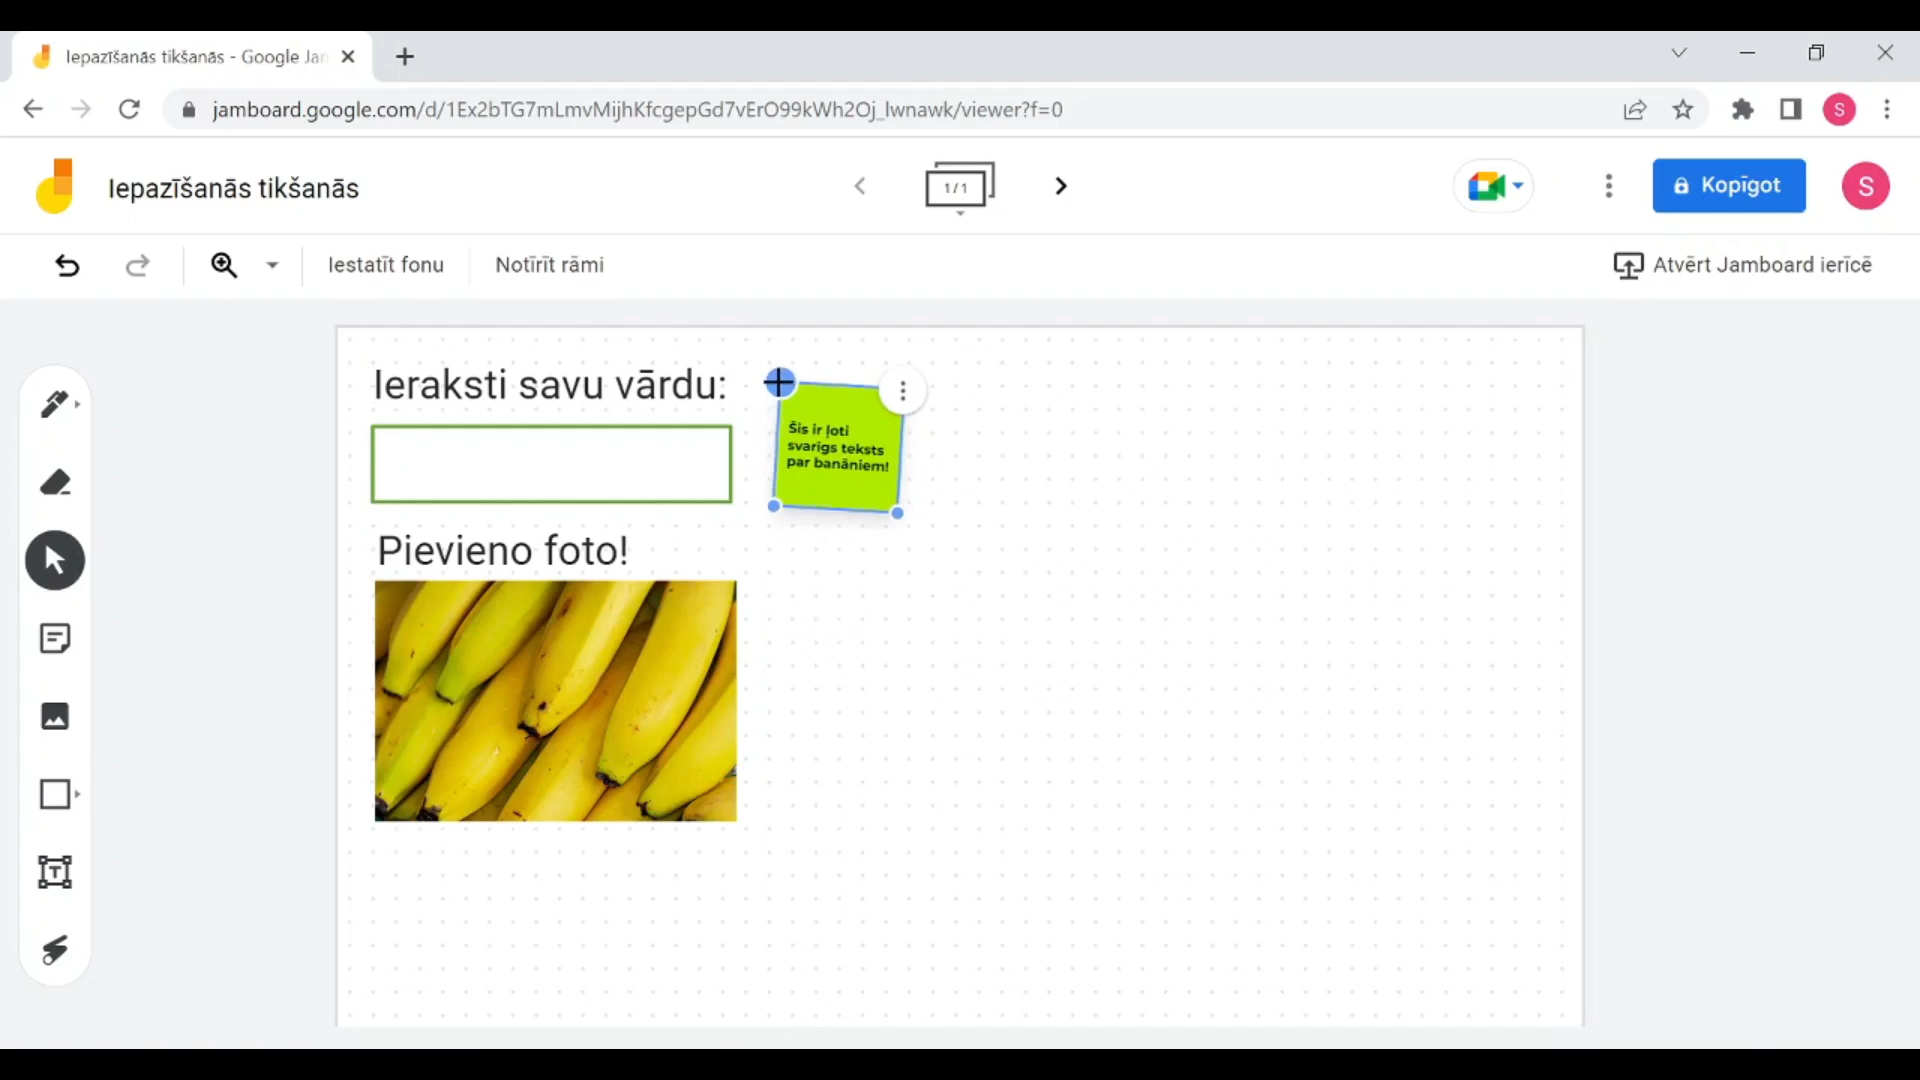 Iepazīšanās tikšanās - Google Jam
jamboard.google.com/d/1Ex2bTG7mLmvMijhKfcgepGd7vErO99kWh2Oj_lwnawk/viewer?f=0
S
Iepazīšanās tikšanās
1/1
Kopīgot
S
Iestatīt fonu
Notīrīt rāmi
Atvērt Jamboard ierīcē
Ieraksti savu vārdu:
Šis ir ļoti
svarīgs teksts
par banāniem!
Pievieno foto!